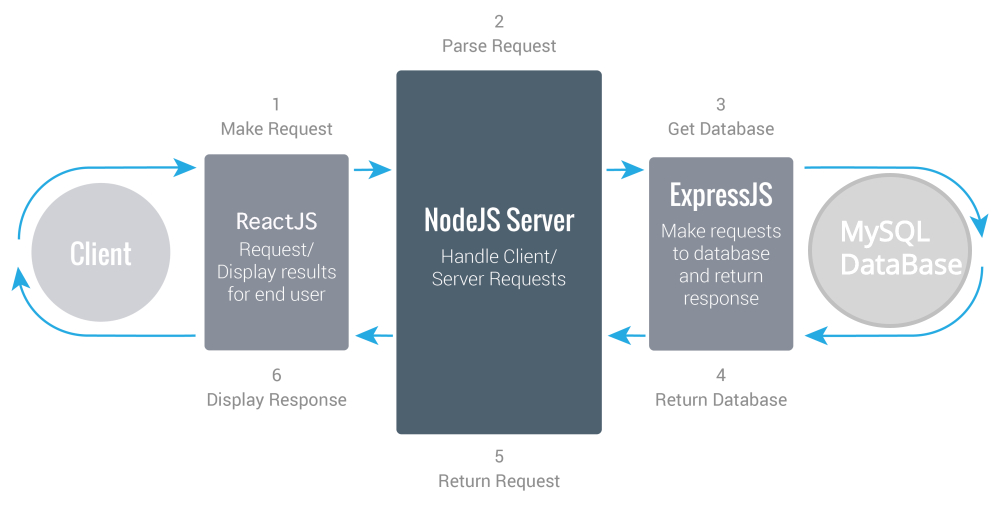 2
Parse Request
1
Make Request
3
Get Database
Client
ReactJS
Request/
Display results
for end user
NodeJS Server
Handle Client/
Server Requests
ExpressJS
Make requests
to database
and return
response
MySQL
DataBase
6
Display Response
4
Return Database
5
Return Request